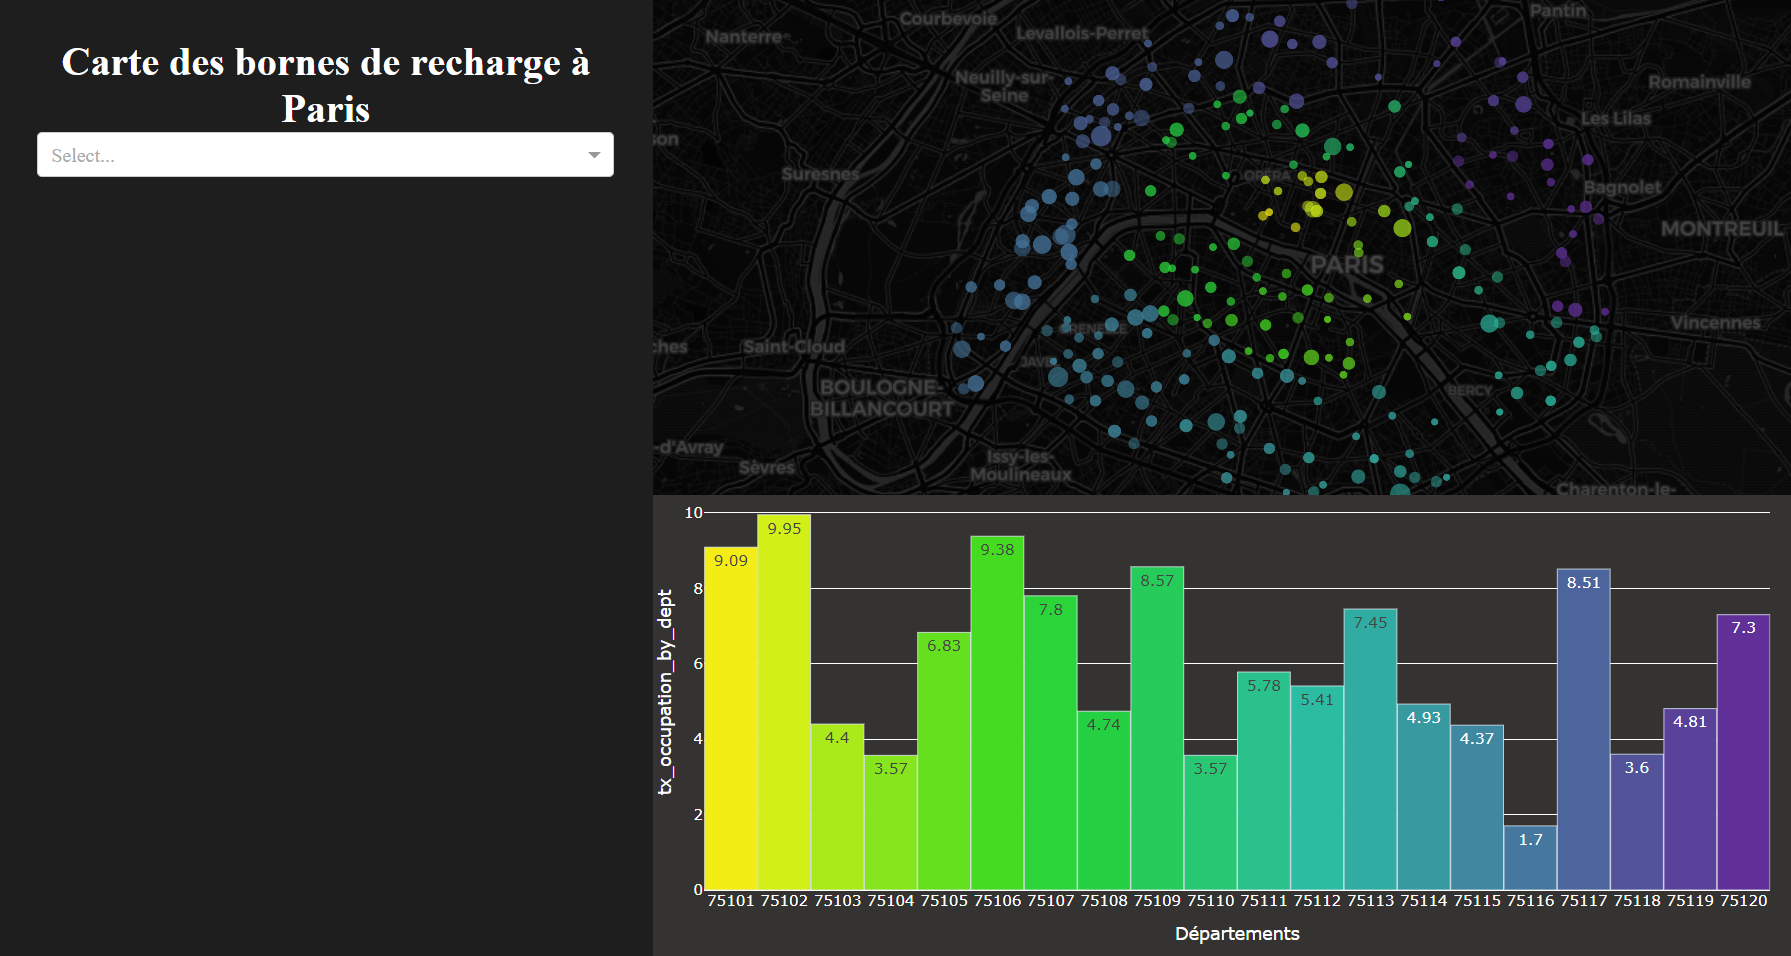 Carte des bornes de recharge à
Paris
Select...
Courbevoie
Nanterre
Levallois-Perret
Pantin
Neuilly-sur-
Seine
Romainville
Les Lilas
son
Suresnes
OPÉRA
Bagnolet
MONTREUIL
PARIS
GRENELLE
Vincennes
ches
Saint-Cloud
JAVEL
BOULOGNE-
BILLANCOURT
BERCY
-d'Avray
Sèvres
Issy-les-
Moulineaux
Charenton-le-
tx_occupation_by_dept
10
8
6
4
2
0
9.09
9.95
4.4
3.57
6.83
9.38
7.8
4.74
8.57
3.57
5.78
5.41
7.45
4.93
4.37
1.7
8.51
3.6
4.81
7.3
75101 75102 75103 75104 75105 75106 75107 75108 75109 75110 75111 75112 75113 75114 75115 75116 75117 75118 75119 75120
Départements